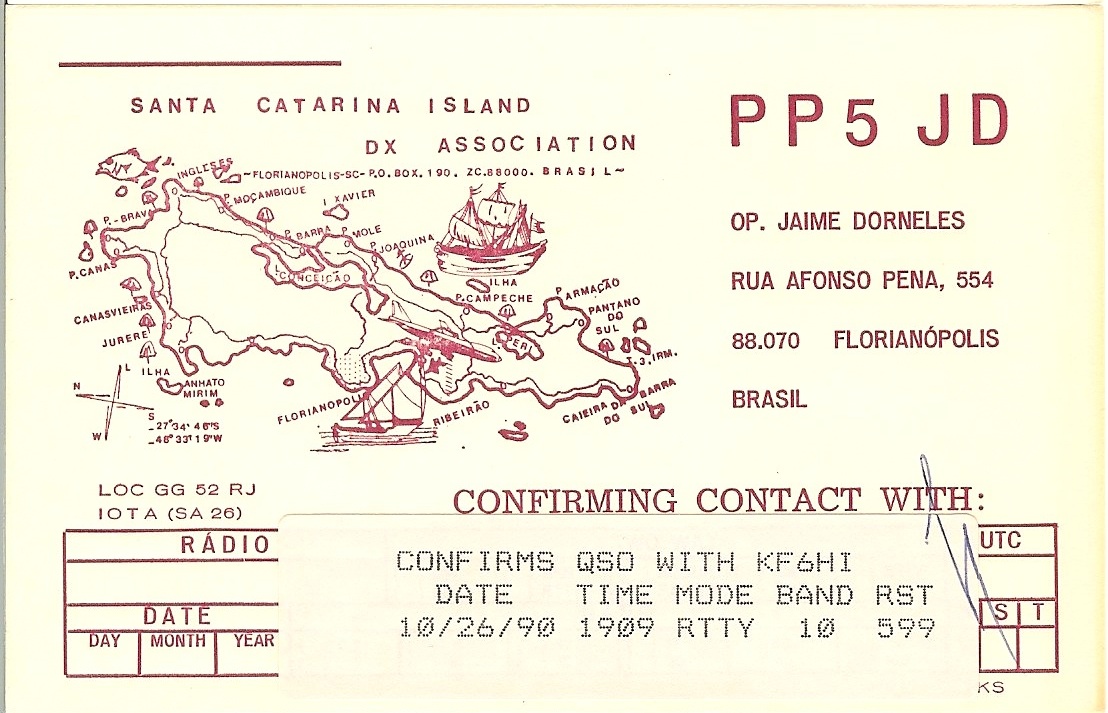 SANTA CATARINA ISLAND
DX ASSOCIATION
~FLORIANOPOLIS-SC-P.O.BOX.190. ZC.88000. BRASIL~
PP5 JD
OP. JAIME DORNELES
RUA AFONSO PENA, 554
88.070 FLORIANÓPOLIS
BRASIL
INGLESES
P. MOÇAMBIQUE
I XAVIER
P.-BRAVA
P. BARRA
P. MOLE
P. JOAQUINA
P. CANAS
L. CONCEIÇÃO
ILHA
P. CAMPECHE
P. ARMAÇÃO
PANTANO
DO
SUL
CANASVIEIRAS
JURERE
L. PERI
I. 3. IRM.
ILHA
ANHATO
MIRIM
FLORIANOPOLI
RIBEIRÃO
CAIEIRA DA BARRA
DO SUL
N
L
S
W
27°34' 46"S
48°33'19"W
LOC GG 52 RJ
IOTA (SA 26)
CONFIRMING CONTACT WITH:
RÁDIO
UTC
DATE
S T
DAY MONTH YEAR
KS
CONFIRMS QSO WITH KF6HI
DATE TIME MODE BAND RST
10/26/90 1909 RTTY 10 599